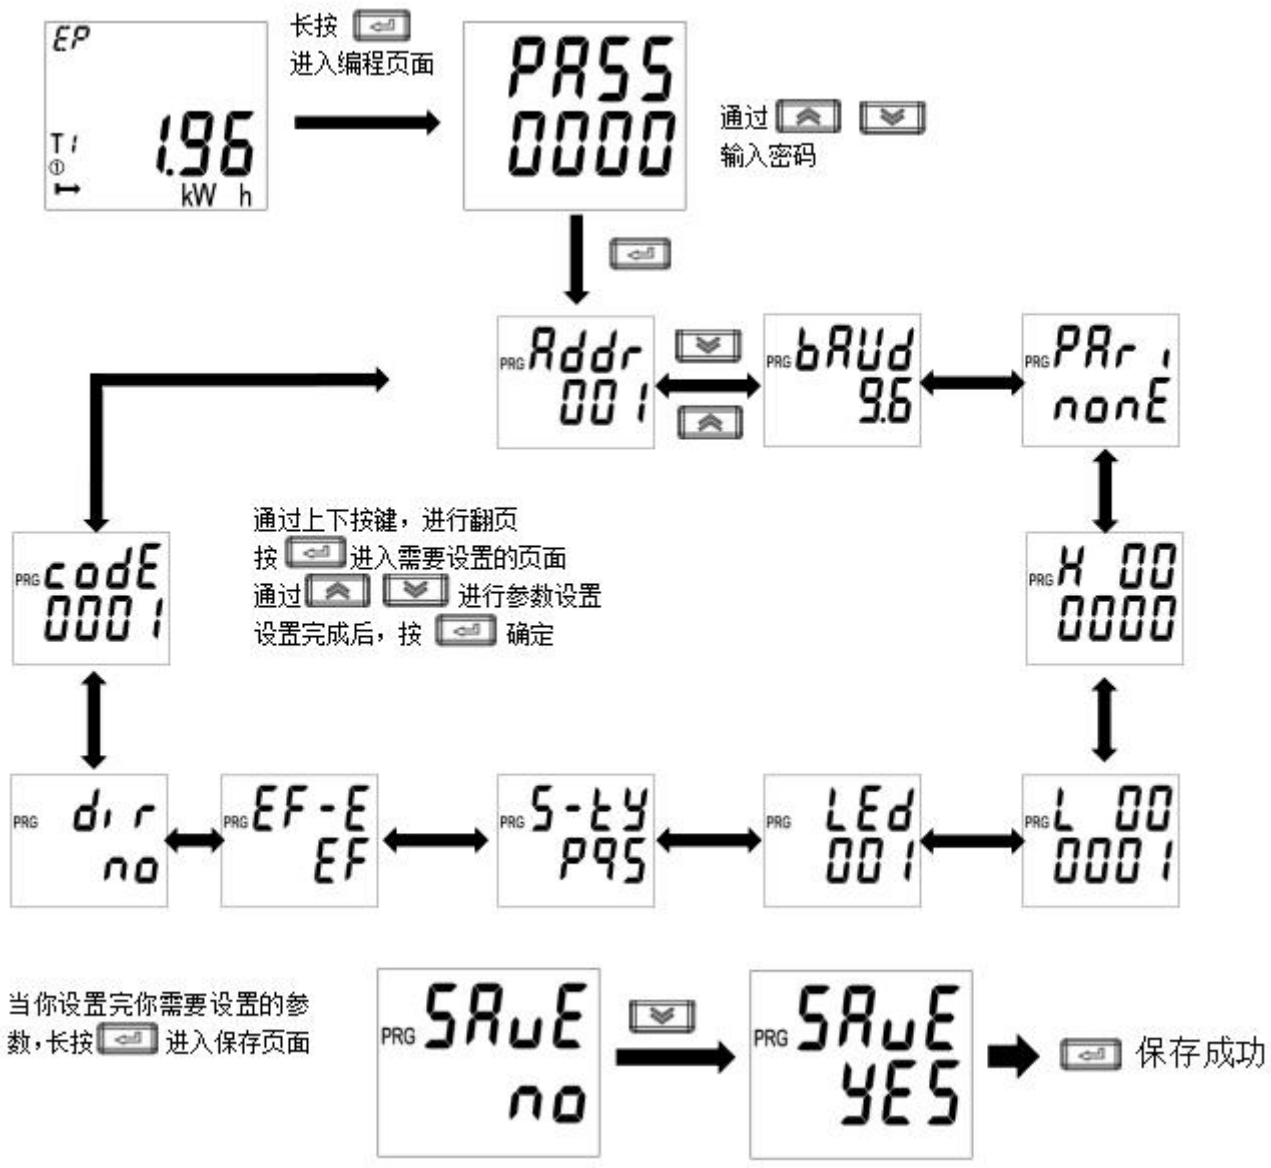 EP
T1
①
1.96
kW h
长按
进入编程页面
PASS
0000
通过
输入密码
PRG Addr
001
PRG bAUd
9.6
PRG PAri
nonE
通过上下按键，进行翻页
按 进入需要设置的页面
通过 进行参数设置
设置完成后，按 确定
PRG codE
0001
PRG H 00
0000
PRG dir
no
PRG EF-E
EF
PRG S-tY
Pq5
PRG LEd
001
PRG L 00
0001
当你设置完你需要设置的参
数，长按 进入保存页面
PRG SAvE
no
PRG SAvE
YES
保存成功